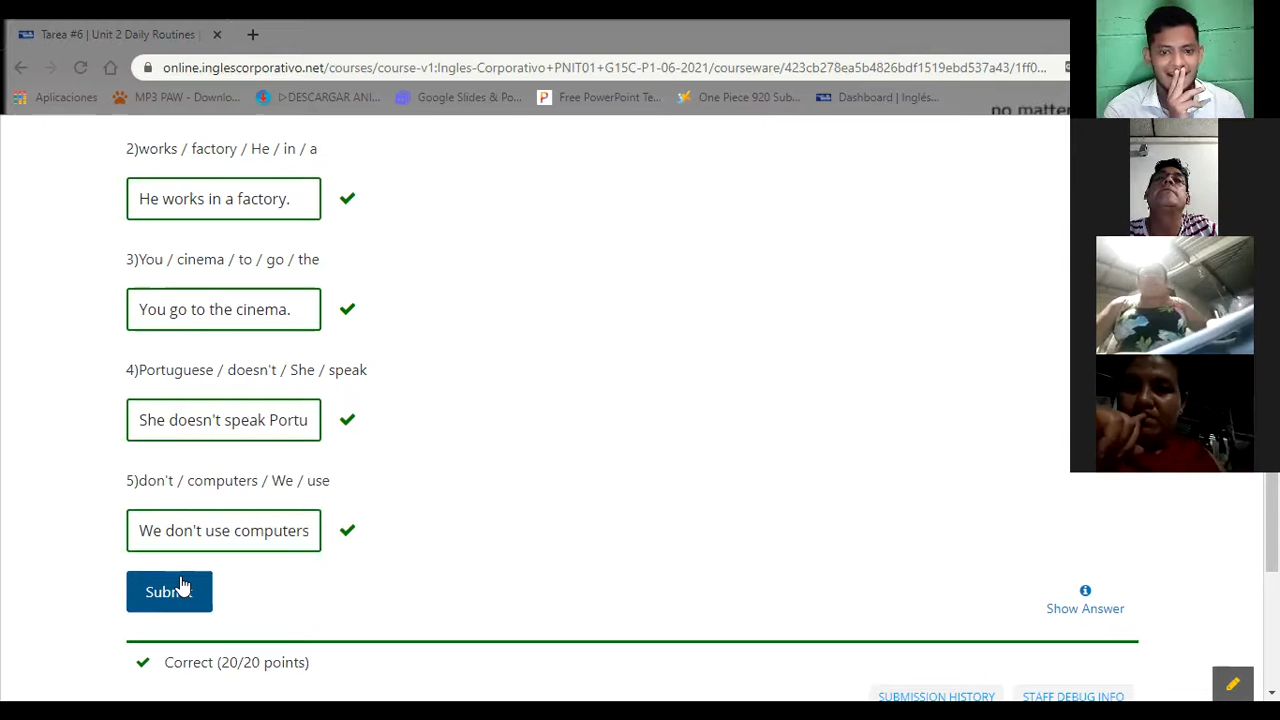 Tarea #6 | Unit 2 Daily Routines
online.inglescorporativo.net/courses/course-v1:Ingles-Corporativo+PNIT01+G15C-P1-06-2021/courseware/423cb278ea5b4826bdf1519ebd537a43/1ff0...
Aplicaciones MP3 PAW - Downlo... ▷DESCARGAR ANI... Google Slides & Po... Free PowerPoint Te... One Piece 920 Sub... Dashboard | Inglés...
no matter
2)works / factory / He / in / a
He works in a factory.
3)You / cinema / to / go / the
You go to the cinema.
4)Portuguese / doesn't / She / speak
She doesn't speak Portu
5)don't / computers / We / use
We don't use computers
Submit
Show Answer
Correct (20/20 points)
SUBMISSION HISTORY STAFF DEBUG INFO